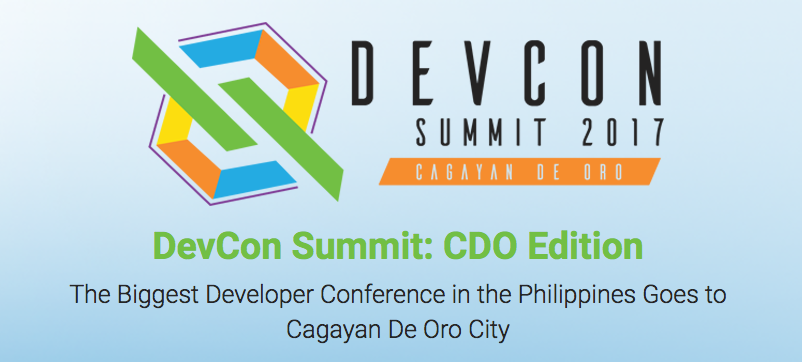 DEVCON
SUMMIT 2017
CAGAYAN DE ORO
DevCon Summit: CDO Edition
The Biggest Developer Conference in the Philippines Goes to
Cagayan De Oro City